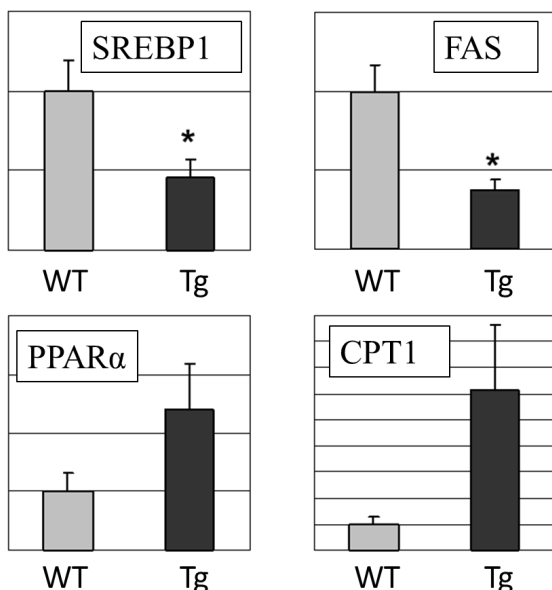 SREBP1
*
WT Tg
FAS
*
WT Tg
PPARα
WT Tg
CPT1
WT Tg